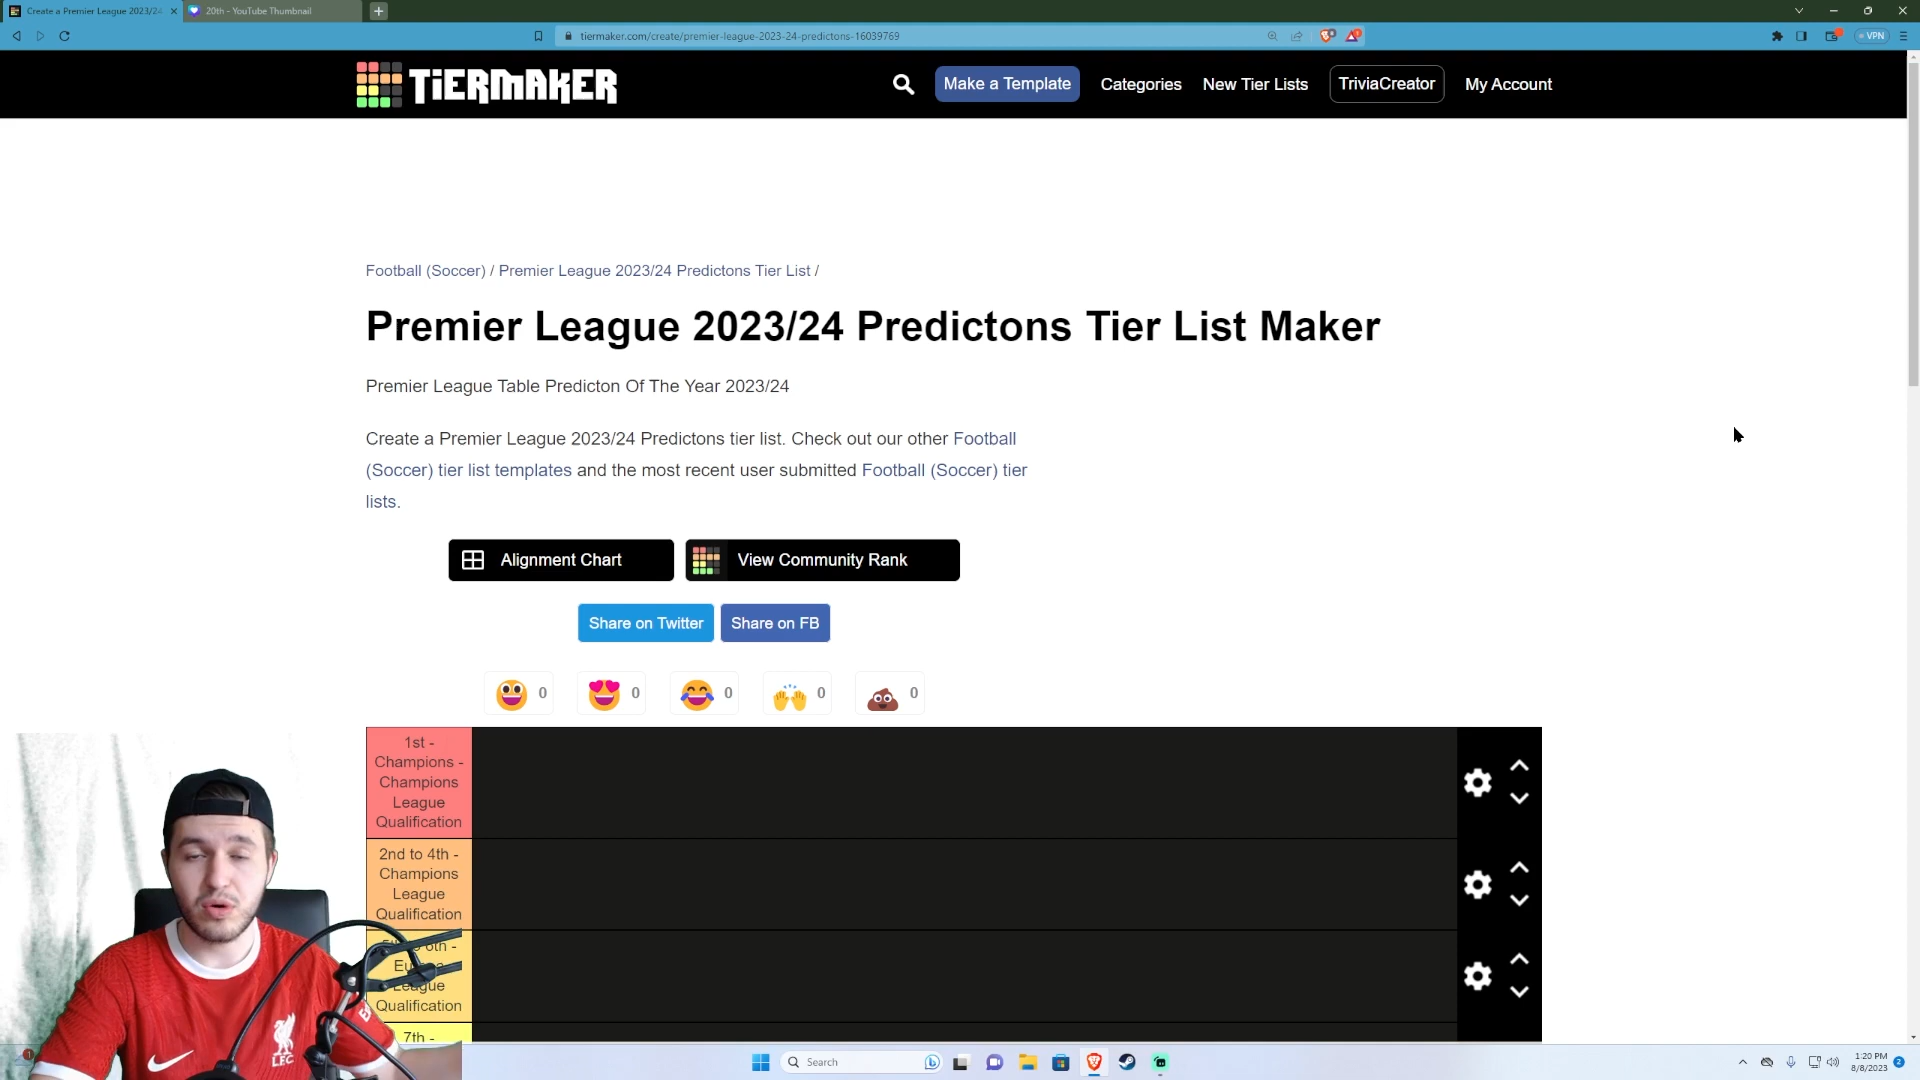 Create a Premier League 2023/24
20th - YouTube Thumbnail
tiermaker.com/create/premier-league-2023-24-predictons-16039769
VPN
TiERMAKER
Make a Template
Categories
New Tier Lists
TriviaCreator
My Account
Football (Soccer) / Premier League 2023/24 Predictons Tier List /
Premier League 2023/24 Predictons Tier List Maker
Premier League Table Predicton Of The Year 2023/24
Create a Premier League 2023/24 Predictons tier list. Check out our other Football
(Soccer) tier list templates and the most recent user submitted Football (Soccer) tier
lists.
Alignment Chart
View Community Rank
Share on Twitter
Share on FB
0
0
0
0
0
1st -
Champions -
Champions
League
Qualification
2nd to 4th -
Champions
League
Qualification
6th -
League
Qualification
7th -
LFC
1
Search
1:20 PM
8/8/2023
2